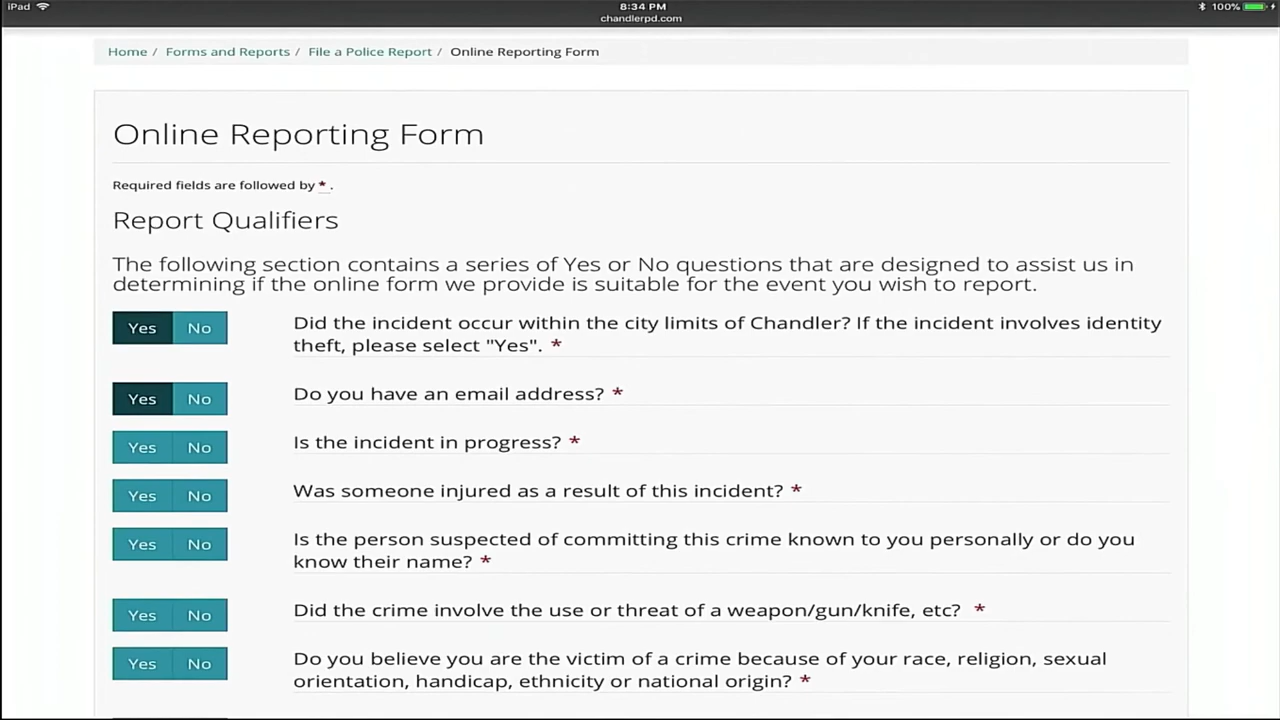 iPad 8:34 PM 100%
chandlerpd.com
Home / Forms and Reports / File a Police Report / Online Reporting Form
Online Reporting Form
Required fields are followed by * .
Report Qualifiers
The following section contains a series of Yes or No questions that are designed to assist us in
determining if the online form we provide is suitable for the event you wish to report.
Yes No Did the incident occur within the city limits of Chandler? If the incident involves identity
theft, please select "Yes". *
Yes No Do you have an email address? *
Yes No Is the incident in progress? *
Yes No Was someone injured as a result of this incident? *
Yes No Is the person suspected of committing this crime known to you personally or do you
know their name? *
Yes No Did the crime involve the use or threat of a weapon/gun/knife, etc? *
Yes No Do you believe you are the victim of a crime because of your race, religion, sexual
orientation, handicap, ethnicity or national origin? *